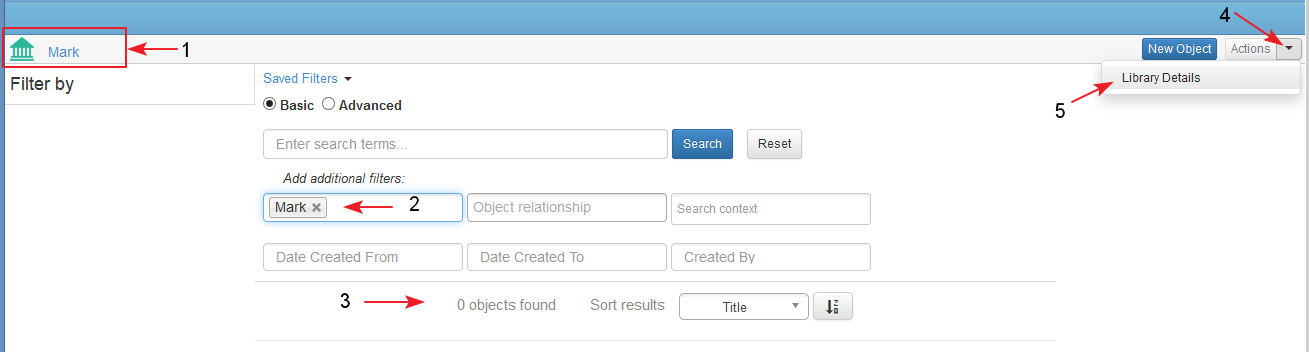 4
Mark
1
New Object
Actions
Filter by
Saved Filters
Library Details
Basic
Advanced
5
Enter search terms...
Search
Reset
Add additional filters:
Mark
2
Object relationship
Search context
Date Created From
Date Created To
Created By
3
0 objects found
Sort results
Title